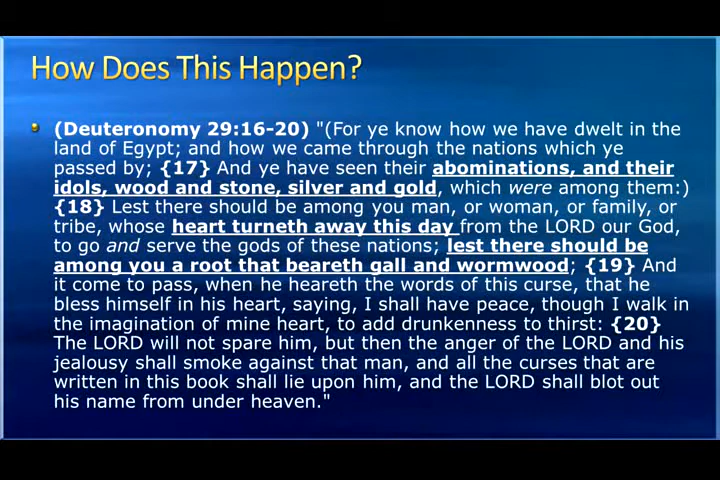 How Does This Happen?
(Deuteronomy 29:16-20) "(For ye know how we have dwelt in the
land of Egypt; and how we came through the nations which ye
passed by; {17} And ye have seen their abominations, and their
idols, wood and stone, silver and gold, which were among them:)
{18} Lest there should be among you man, or woman, or family, or
tribe, whose heart turneth away this day from the LORD our God,
to go and serve the gods of these nations; lest there should be
among you a root that beareth gall and wormwood; {19} And
it come to pass, when he heareth the words of this curse, that he
bless himself in his heart, saying, I shall have peace, though I walk in
the imagination of mine heart, to add drunkenness to thirst: {20}
The LORD will not spare him, but then the anger of the LORD and his
jealousy shall smoke against that man, and all the curses that are
written in this book shall lie upon him, and the LORD shall blot out
his name from under heaven."